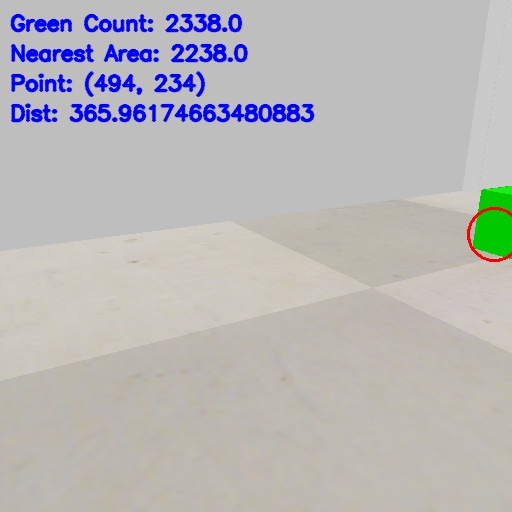 Green Count: 2338.0
Nearest Area: 2238.0
Point: (494, 234)
Dist: 365.96174663480883